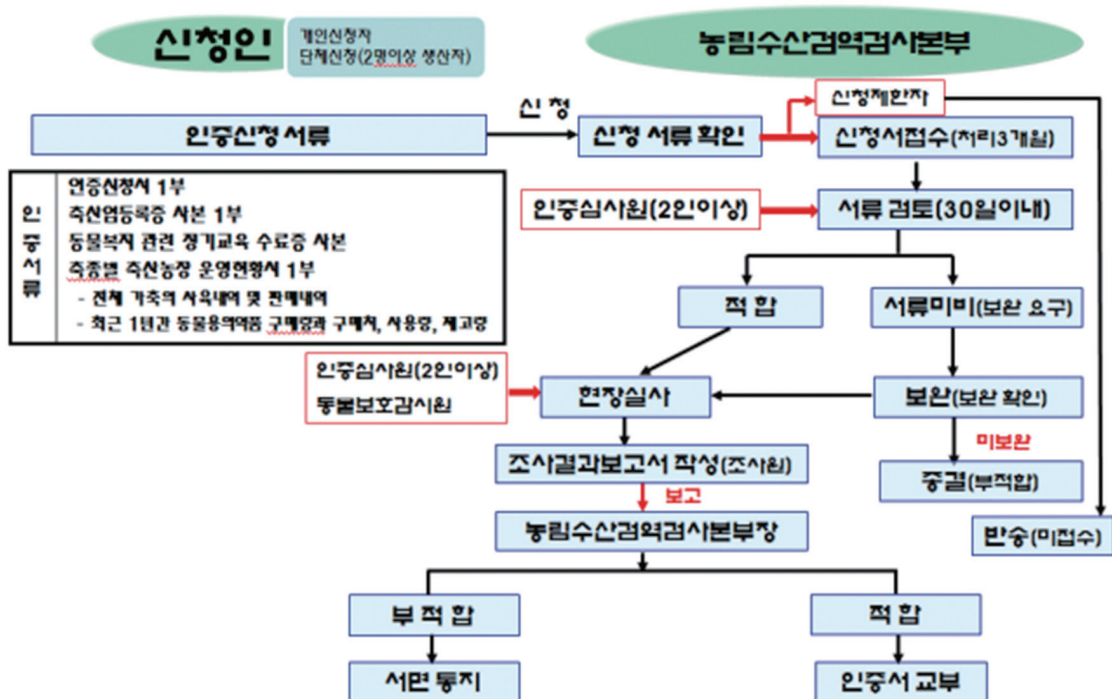 신청인
개인신청자
단체신청(2명이상 생산자)
농림수산검역검사본부
인증신청 서류
신 청
신청 서류 확인
신청제한자
신청서접수(처리3개월)
인증서류
인증신청서 1부
축산업등록증 사본 1부
동물복지 관련 정기교육 수료증 사본
축종별 축산농장 운영현황서 1부
- 전체 가축의 사육내역 및 판매내역
- 최근 1년간 동물용의약품 구매량과 구매처, 사용량, 재고량
인증심사원(2인이상)
서류 검토(30일이내)
적 합
서류미비(보완 요구)
인증심사원(2인이상)
동물보호감시원
현장실사
보완(보완 확인)
미보완
조사결과보고서 작성(조사원)
종결(부적합)
보고
농림수산검역검사본부장
반송(미접수)
부 적 합
적 합
서면 통지
인증서 교부